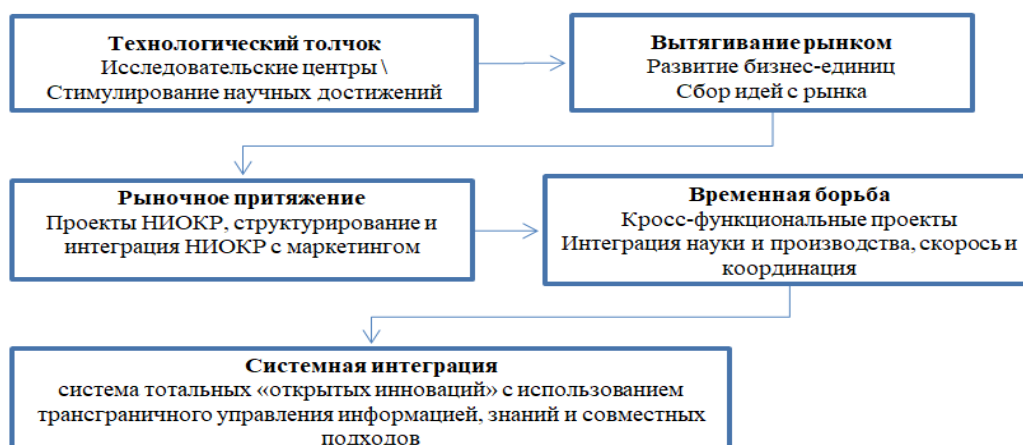 Технологический толчок
Исследовательские центры \
Стимулирование научных достижений
Вытягивание рынком
Развитие бизнес-единиц
Сбор идей с рынка
Рыночное притяжение
Проекты НИОКР, структурирование и
интеграция НИОКР с маркетингом
Временная борьба
Кросс-функциональные проекты
Интеграция науки и производства, скорось и
координация
Системная интеграция
система тотальных «открытых инноваций» с использованием
трансграничного управления информацией, знаний и совместных
подходов